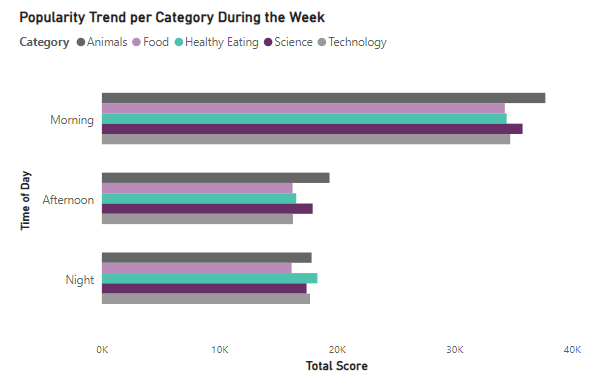 Popularity Trend per Category During the Week
Category Animals Food Healthy Eating Science Technology
Time of Day
Morning
Afternoon
Night
0K 10K 20K 30K 40K
Total Score